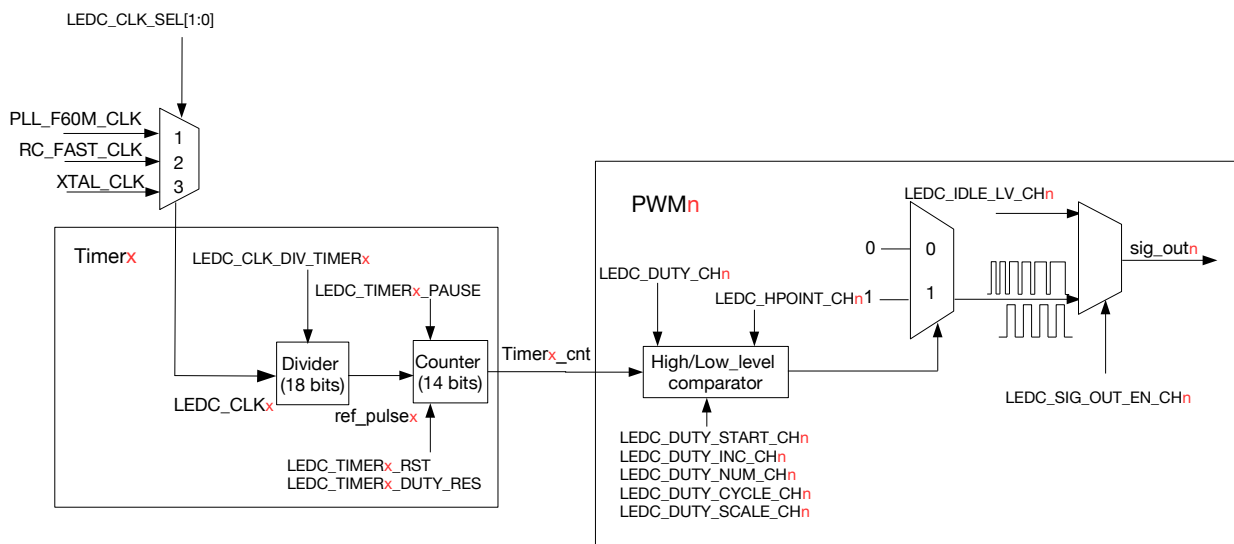 LEDC_CLK_SEL[1:0]
PLL_F60M_CLK
RC_FAST_CLK
XTAL_CLK
1
2
3
Timerx
LEDC_CLK_DIV_TIMERx
LEDC_TIMERx_PAUSE
Divider
(18 bits)
Counter
(14 bits)
LEDC_CLKx
ref_pulsex
LEDC_TIMERx_RST
LEDC_TIMERx_DUTY_RES
Timerx_cnt
PWMn
LEDC_DUTY_CHn
LEDC_HPOINT_CHn
High/Low_level
comparator
LEDC_DUTY_START_CHn
LEDC_DUTY_INC_CHn
LEDC_DUTY_NUM_CHn
LEDC_DUTY_CYCLE_CHn
LEDC_DUTY_SCALE_CHn
0
1
0
1
LEDC_IDLE_LV_CHn
sig_outn
LEDC_SIG_OUT_EN_CHn